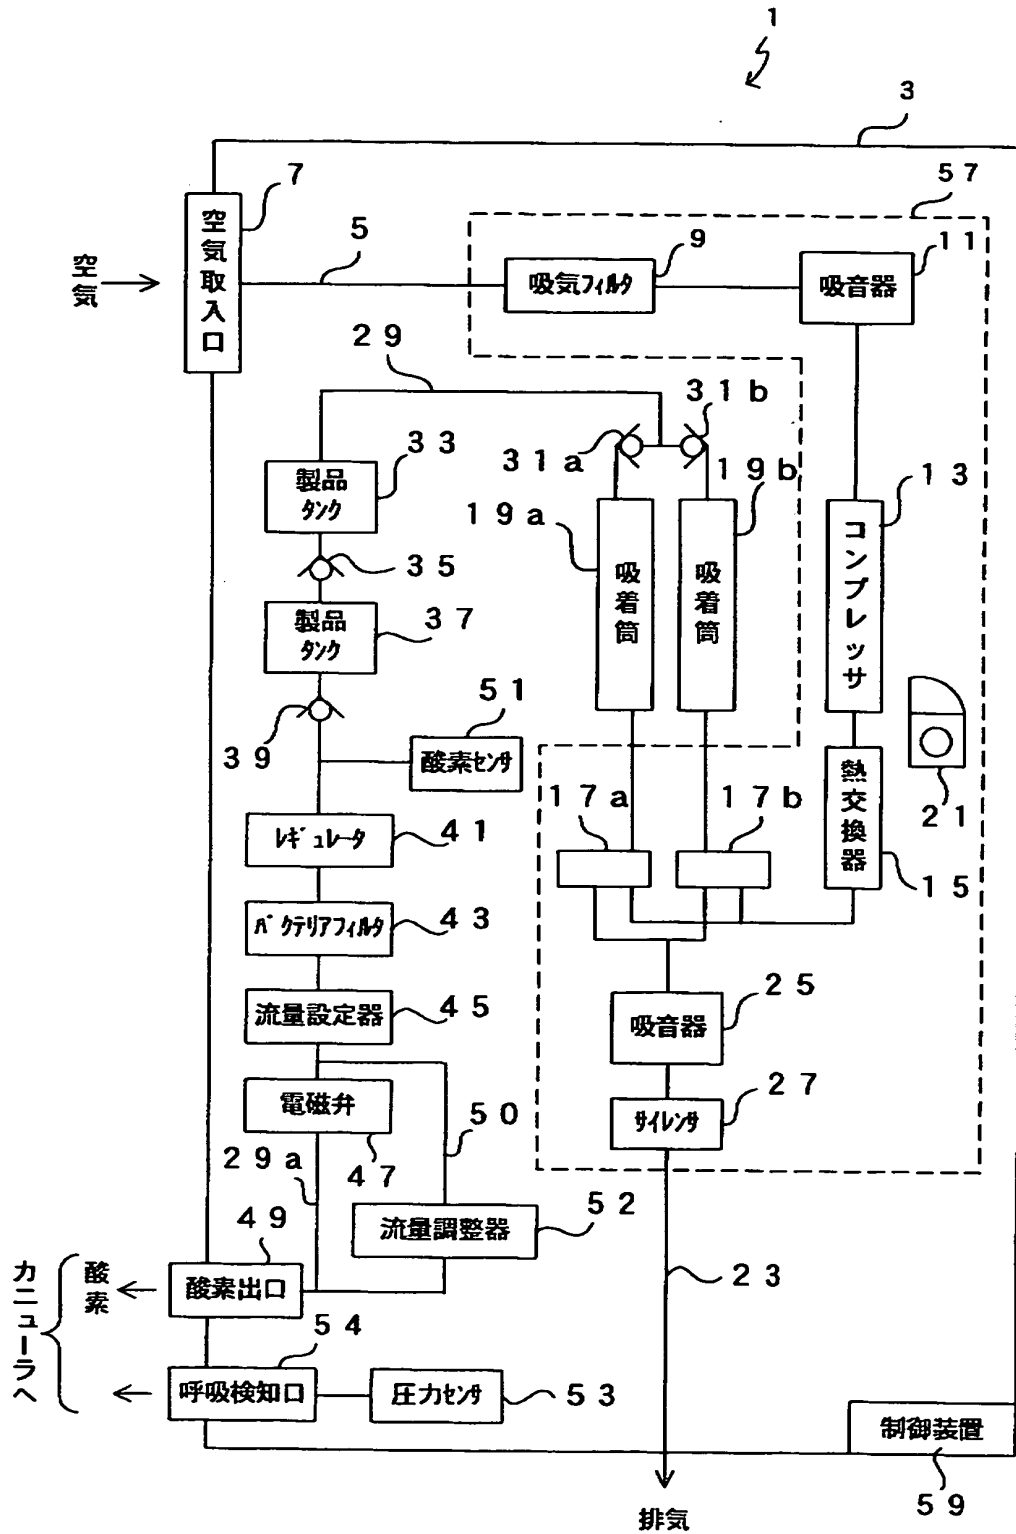 1
3
57
7
空気取入口
空気
5
9
吸気フィルタ
11
吸音器
29
31b
31a
33
製品
タンク
19b
13
コンプレッサ
19a
35
吸着筒
吸着筒
製品
タンク
37
51
39
酸素センサ
17a
17b
熱交換器
21
レギュレータ
41
15
バクテリアフィルタ
43
25
流量設定器
45
吸音器
27
電磁弁
50
サイレンサ
29a
47
52
49
流量調整器
23
カニューラへ
酸素
酸素出口
54
呼吸検知口
圧力センサ
53
制御装置
59
排気